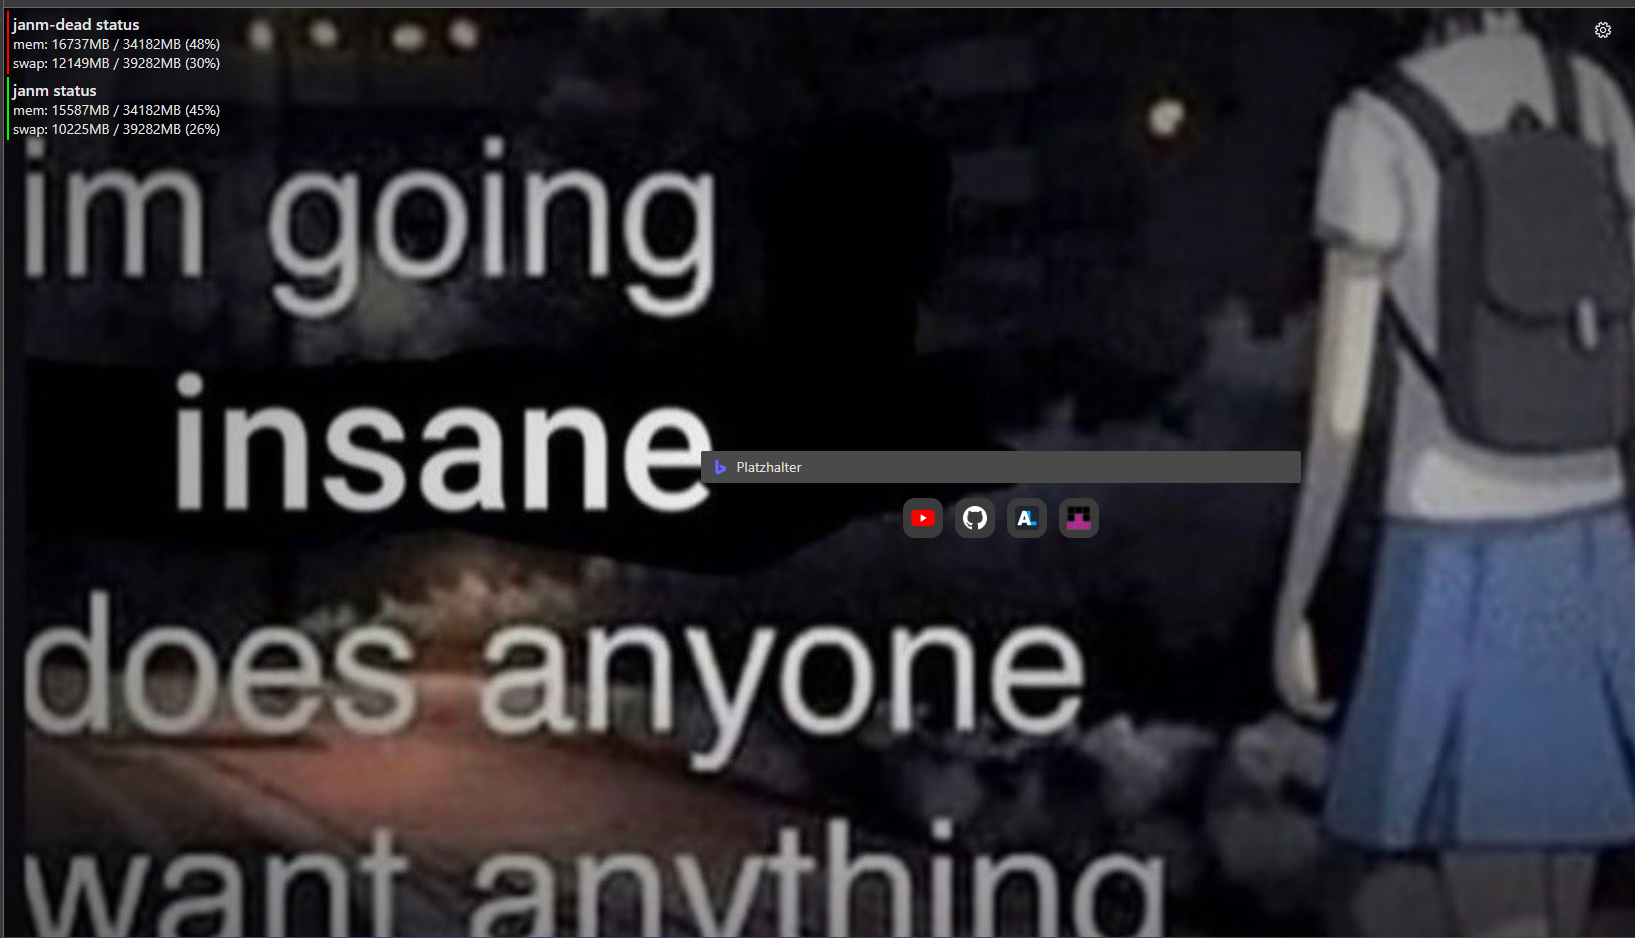 janm-dead status
mem: 16737MB / 34182MB (48%)
swap: 12149MB / 39282MB (30%)
janm status
mem: 15587MB / 34182MB (45%)
swap: 10225MB / 39282MB (26%)
im going
insane
Platzhalter
AL
does anyone
want anything